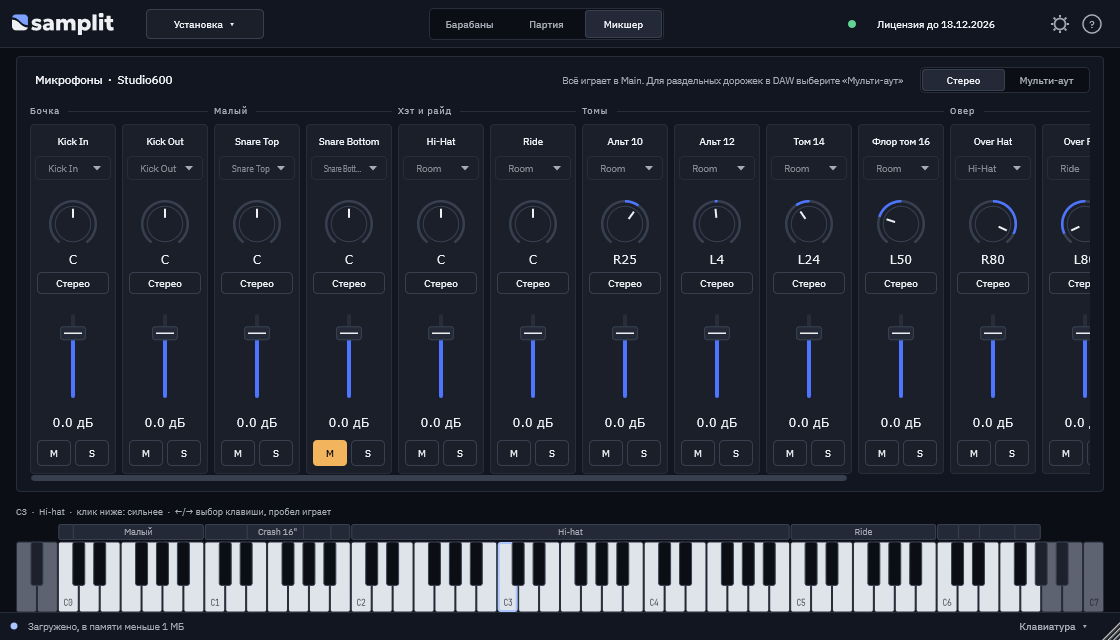 samplit
Установка
Барабаны
Партия
Микшер
Лицензия до 18.12.2026
?
Микрофоны · Studio600
Всё играет в Main. Для раздельных дорожек в DAW выберите «Мульти-аут»
Стерео
Мульти-аут
Бочка
Малый
Хэт и райд
Томы
Овер
Kick In
Kick Out
Snare Top
Snare Bottom
Hi-Hat
Ride
Альт 10
Альт 12
Том 14
Флор том 16
Over Hat
Over
Kick In
Kick Out
Snare Top
Snare Bott...
Room
Room
Room
Room
Room
Room
Hi-Hat
Ride
C
C
C
C
C
C
R25
L4
L24
L50
R80
L80
Стерео
Стерео
Стерео
Стерео
Стерео
Стерео
Стерео
Стерео
Стерео
Стерео
Стерео
Стер
0.0 дБ
0.0 дБ
0.0 дБ
0.0 дБ
0.0 дБ
0.0 дБ
0.0 дБ
0.0 дБ
0.0 дБ
0.0 дБ
0.0 дБ
0.0
M S
M S
M S
M S
M S
M S
M S
M S
M S
M S
M S
M
C3 · Hi-hat · клик ниже: сильнее · ←/→ выбор клавиши, пробел играет
Малый
Crash 16"
Hi-hat
Ride
C0
C1
C2
C3
C4
C5
C6
C7
Загружено, в памяти меньше 1 МБ
Клавиатура